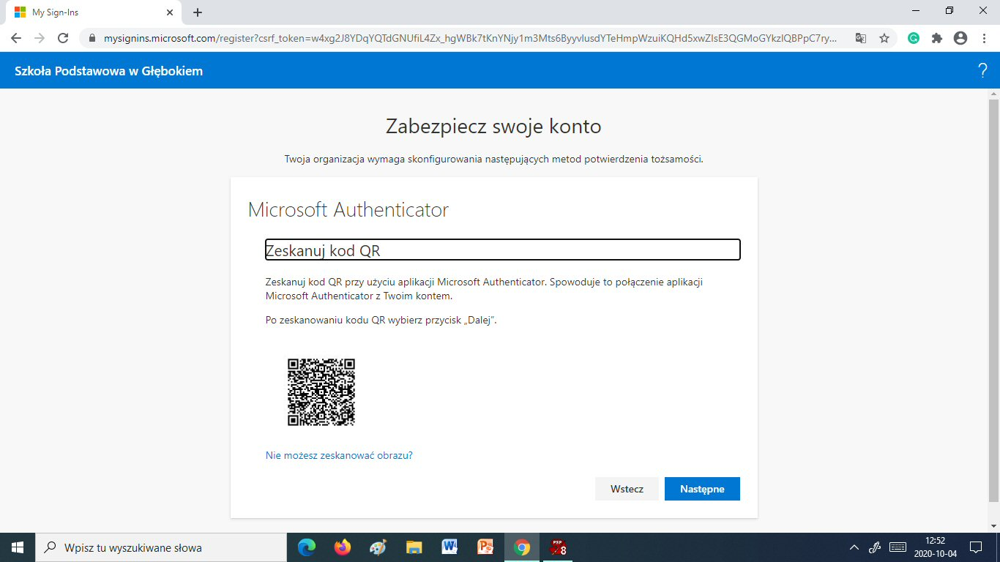 My Sign-Ins
mysignins.microsoft.com/register?csrf_token=w4xg2J8YDqYQTdGNUfiL4Zx_hgWBk7tKnYNjy1m3Mts6ByyvIusdYTeHmpWzuiKQHd5xwZIsE3QGMoGYkzIQBPpC7ry...
Szkoła Podstawowa w Głębokiem
?
Zabezpiecz swoje konto
Twoja organizacja wymaga skonfigurowania następujących metod potwierdzenia tożsamości.
Microsoft Authenticator
Zeskanuj kod QR
Zeskanuj kod QR przy użyciu aplikacji Microsoft Authenticator. Spowoduje to połączenie aplikacji
Microsoft Authenticator z Twoim kontem.
Po zeskanowaniu kodu QR wybierz przycisk „Dalej”.
Nie możesz zeskanować obrazu?
Wstecz
Następne
Wpisz tu wyszukiwane słowa
PSP
8
12:52
2020-10-04